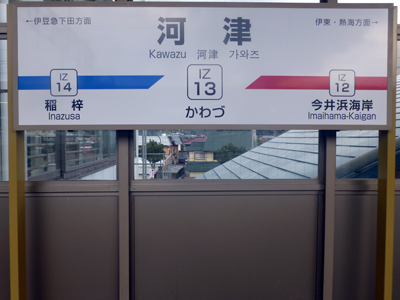 ←伊豆急下田方面
伊東・熱海方面→
河津
Kawazu 河津 가와즈
IZ
14
IZ
13
IZ
12
稲梓
かわづ
今井浜海岸
Inazusa
Imaihama-Kaigan